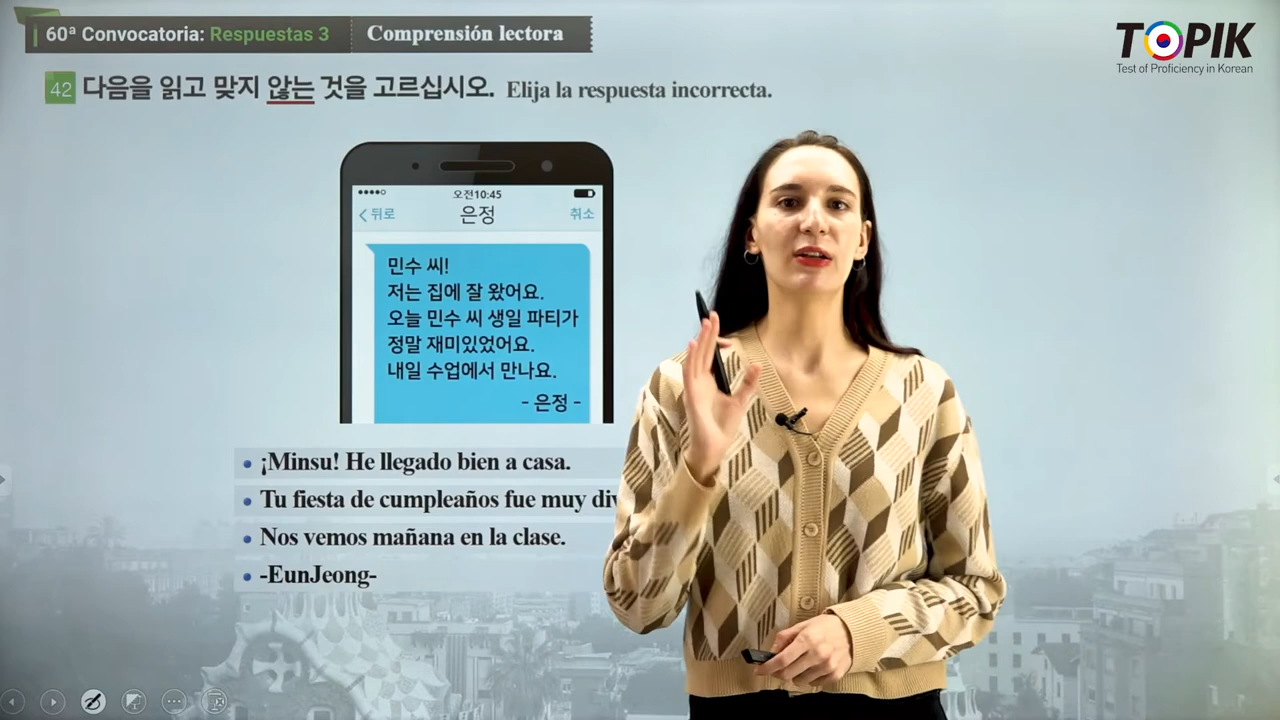 60ª Convocatoria: Respuestas 3
Comprensión lectora
TOPIK
Test of Proficiency in Korean
42 다음을 읽고 맞지 않는 것을 고르십시오. Elija la respuesta incorrecta.
오전10:45
뒤로 은정 취소
민수 씨!
저는 집에 잘 왔어요.
오늘 민수 씨 생일 파티가
정말 재미있었어요.
내일 수업에서 만나요.
- 은정 -
• ¡Minsu! He llegado bien a casa.
• Tu fiesta de cumpleaños fue muy
• Nos vemos mañana en la clase.
• -EunJeong-